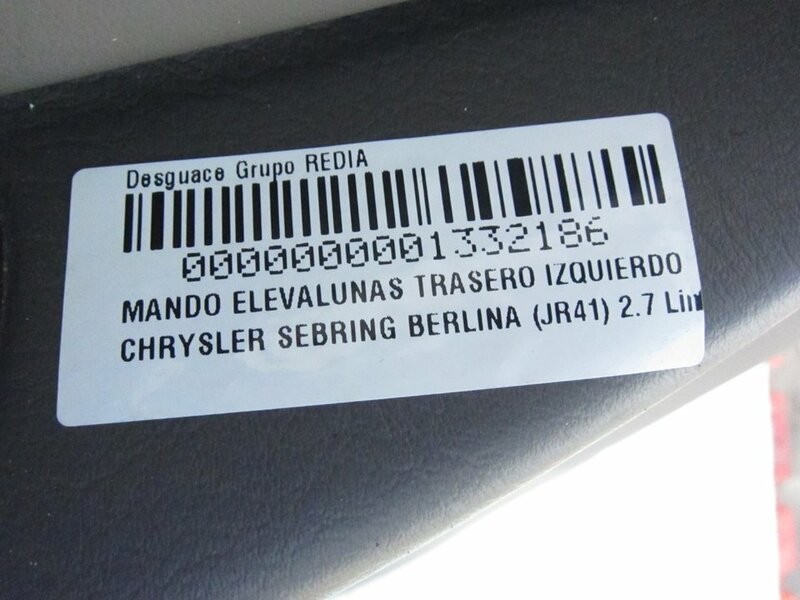 Desguace Grupo REDIA
0000000001332186
MANDO ELEVALUNAS TRASERO IZQUIERDO
CHRYSLER SEBRING BERLINA (JR41) 2.7